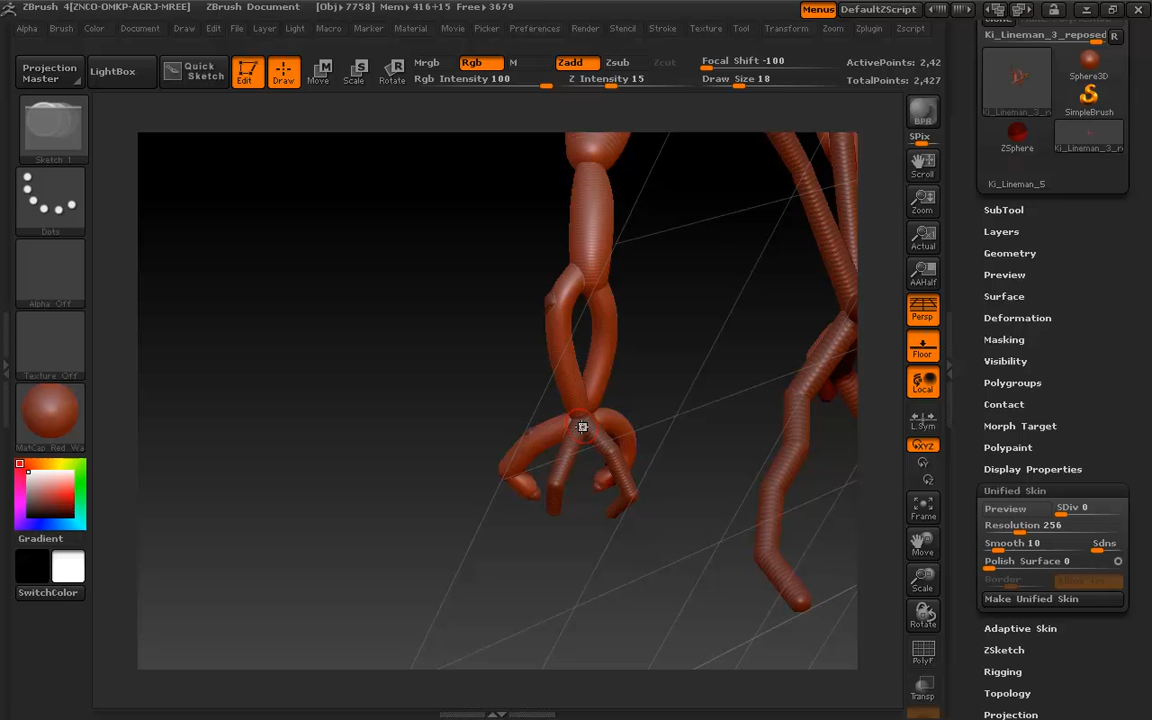 ZBrush 4[ZNCO-OMKP-AGRJ-MREE]
ZBrush Document
[Obj]7758] Mem▸416+15 Free▸3679
Menus
DefaultZScript
Alpha Brush Color Document Draw Edit File Layer Light Macro Marker Material Movie Picker Preferences Render Stencil Stroke Texture Tool Transform Zoom Zplugin Zscript
Projection Master
LightBox
Quick Sketch
Edit
Draw
Move
Scale
Rotate
Mrgb
Rgb
M
Rgb Intensity 100
Zadd
Zsub
Zcut
Z Intensity 15
Focal Shift -100
Draw Size 18
ActivePoints: 2,42
TotalPoints: 2,427
Sketch 1
Dots
Alpha Off
Texture Off
MatCap Red Wa
Gradient
SwitchColor
BPR
SPix
Scroll
Zoom
Actual
AAHalf
Persp
Floor
Local
L.Sym
XYZ
Frame
Move
Scale
Rotate
PolyF
Transp
Ki_Lineman_3_reposed
R
Ki_Lineman_3_r
Sphere3D
SimpleBrush
ZSphere
Ki_Lineman_3_r
Ki_Lineman_5
SubTool
Layers
Geometry
Preview
Surface
Deformation
Masking
Visibility
Polygroups
Contact
Morph Target
Polypaint
Display Properties
Unified Skin
Preview
SDiv 0
Resolution 256
Smooth 10
Sdns
Polish Surface 0
Border
Make Unified Skin
Adaptive Skin
ZSketch
Rigging
Topology
Projection